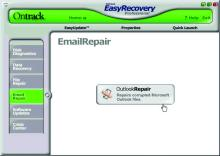 EasyRecovery
Professional
Ontrack
Home
? Help
Exit
EasyUpdate™ Properties Quick Launch
EmailRepair
Disk
Diagnostics
Data
Recovery
File
Repair
Email
Repair
Software
Updates
Crisis
Center
OutlookRepair
Repairs corrupted Microsoft
Outlook files.